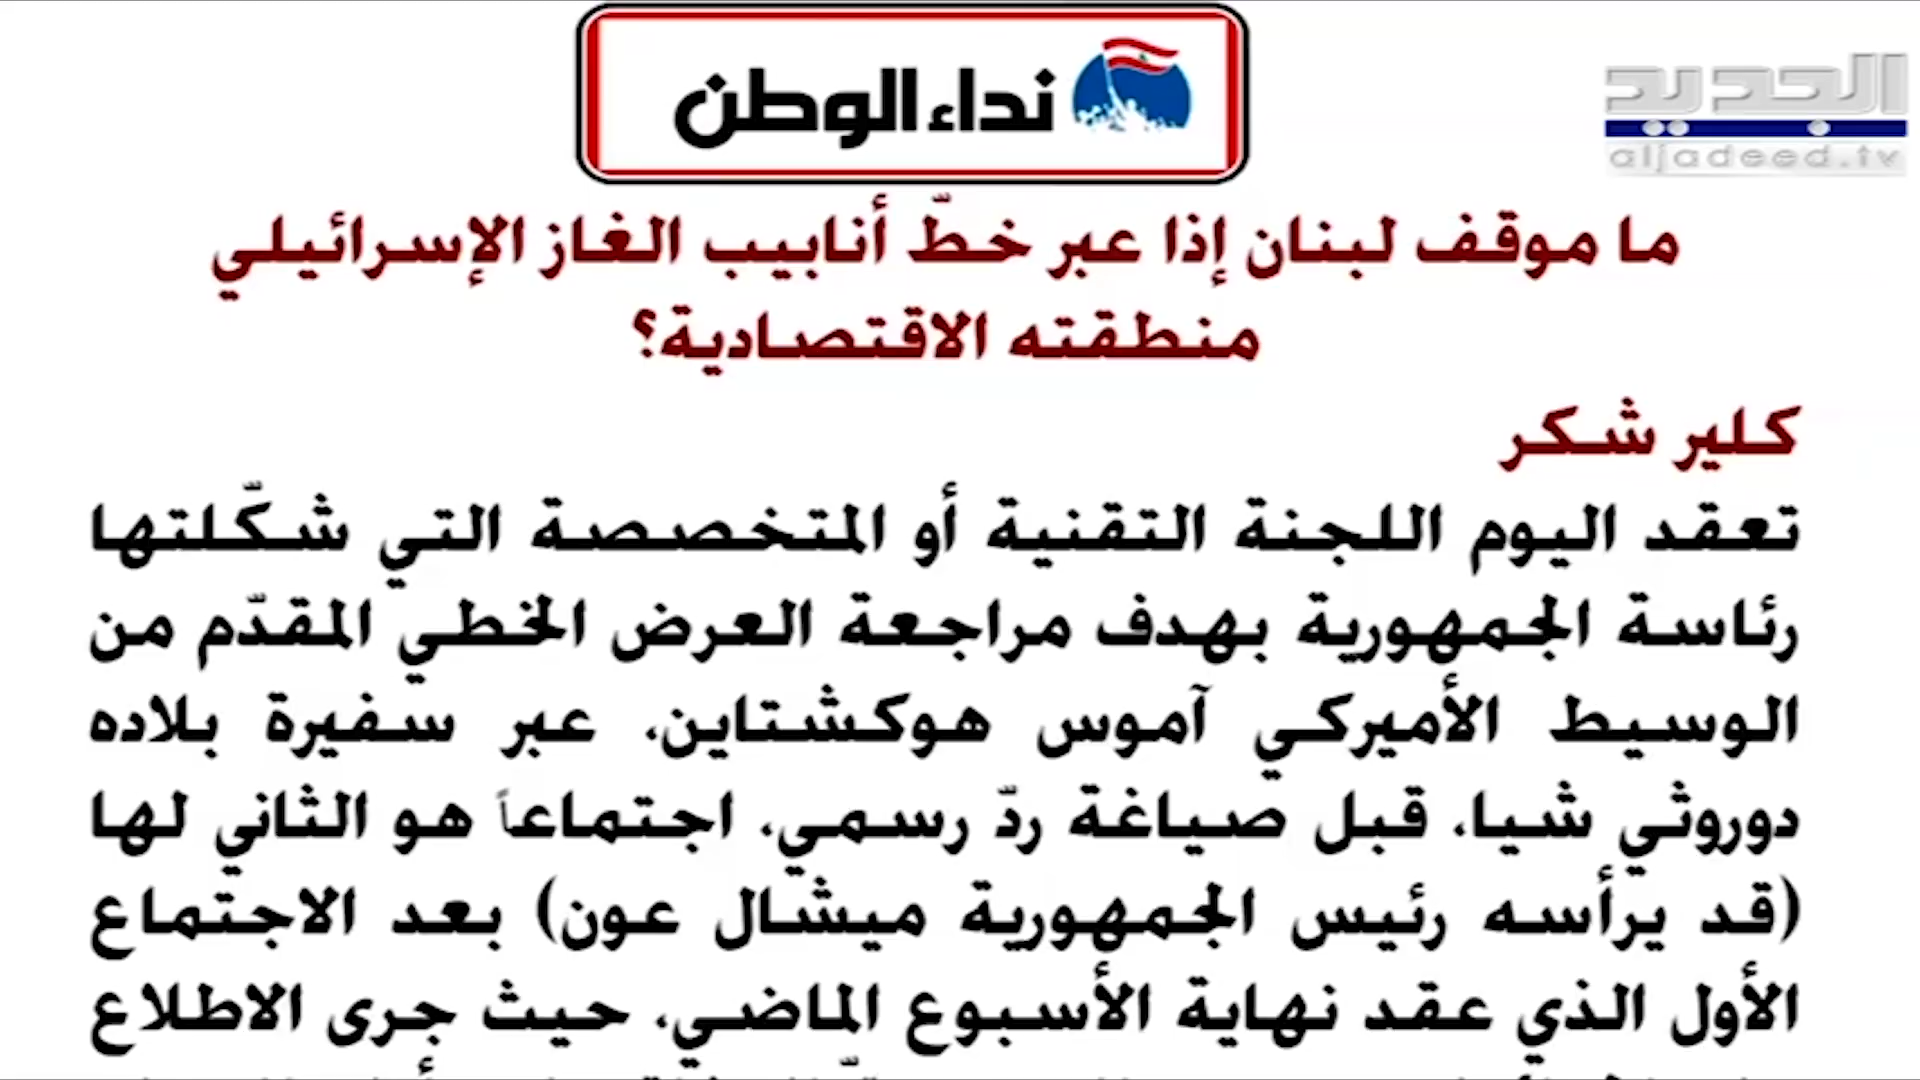 نداء الوطن
الجديد
aljadeed.tv
ما موقف لبنان إذا عبر خطّ أنابيب الغاز الإسرائيلي
منطقته الاقتصادية؟
كلير شكر
تعقد اليوم اللجنة التقنية أو المتخصصة التي شكّلتها
رئاسة الجمهورية بهدف مراجعة العرض الخطي المقدّم من
الوسيط الأميركي آموس هوكشتاين، عبر سفيرة بلاده
دوروثي شيا، قبل صياغة ردّ رسمي، اجتماعاً هو الثاني لها
(قد يرأسه رئيس الجمهورية ميشال عون) بعد الاجتماع
الأول الذي عقد نهاية الأسبوع الماضي، حيث جرى الاطلاع